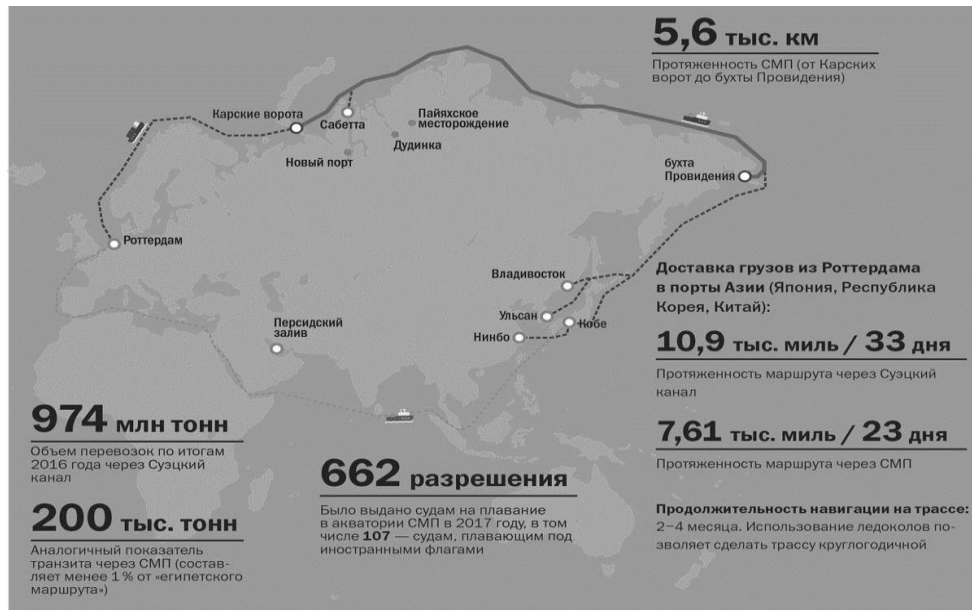 5,6 тыс. км
Протяженность СМП (от Карских
ворот до бухты Провидения)
Карские ворота
Сабетта
Пайяхское
месторождение
Дудинка
Новый порт
бухта
Провидения
Роттердам
Владивосток
Ульсан
Кобе
Нинбо
Персидский
залив
Доставка грузов из Роттердама
в порты Азии (Япония, Республика
Корея, Китай):
10,9 тыс. миль / 33 дня
Протяженность маршрута через Суэцкий
канал
7,61 тыс. миль / 23 дня
Протяженность маршрута через СМП
Продолжительность навигации на трассе:
2–4 месяца. Использование ледоколов по-
зволяет сделать трассу круглогодичной
974 млн тонн
Объем перевозок по итогам
2016 года через Суэцкий
канал
200 тыс. тонн
Аналогичный показатель
транзита через СМП (состав-
ляет менее 1 % от «египетского
маршрута»)
662 разрешения
Было выдано судам на плавание
в акватории СМП в 2017 году, в том
числе 107 — судам, плавающим под
иностранными флагами